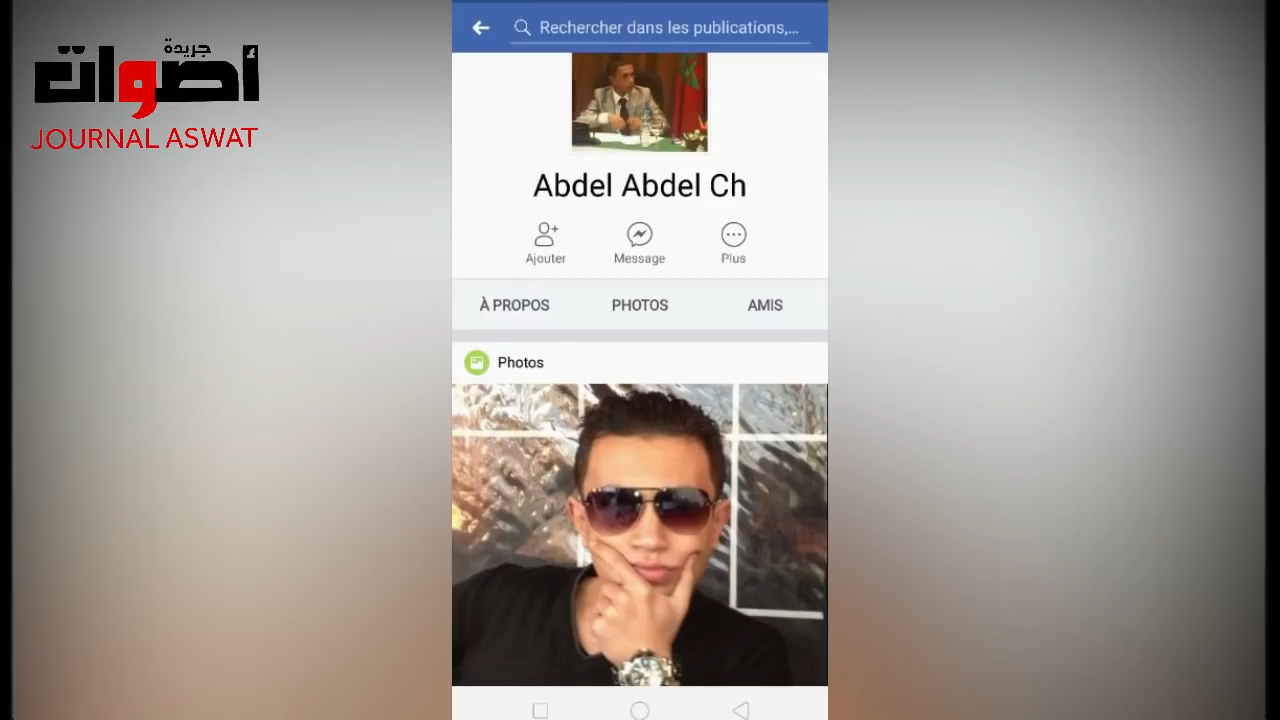 جريدة
أصوات
JOURNAL ASWAT
Rechercher dans les publications,...
Abdel Abdel Ch
Ajouter
Message
Plus
À PROPOS
PHOTOS
AMIS
Photos